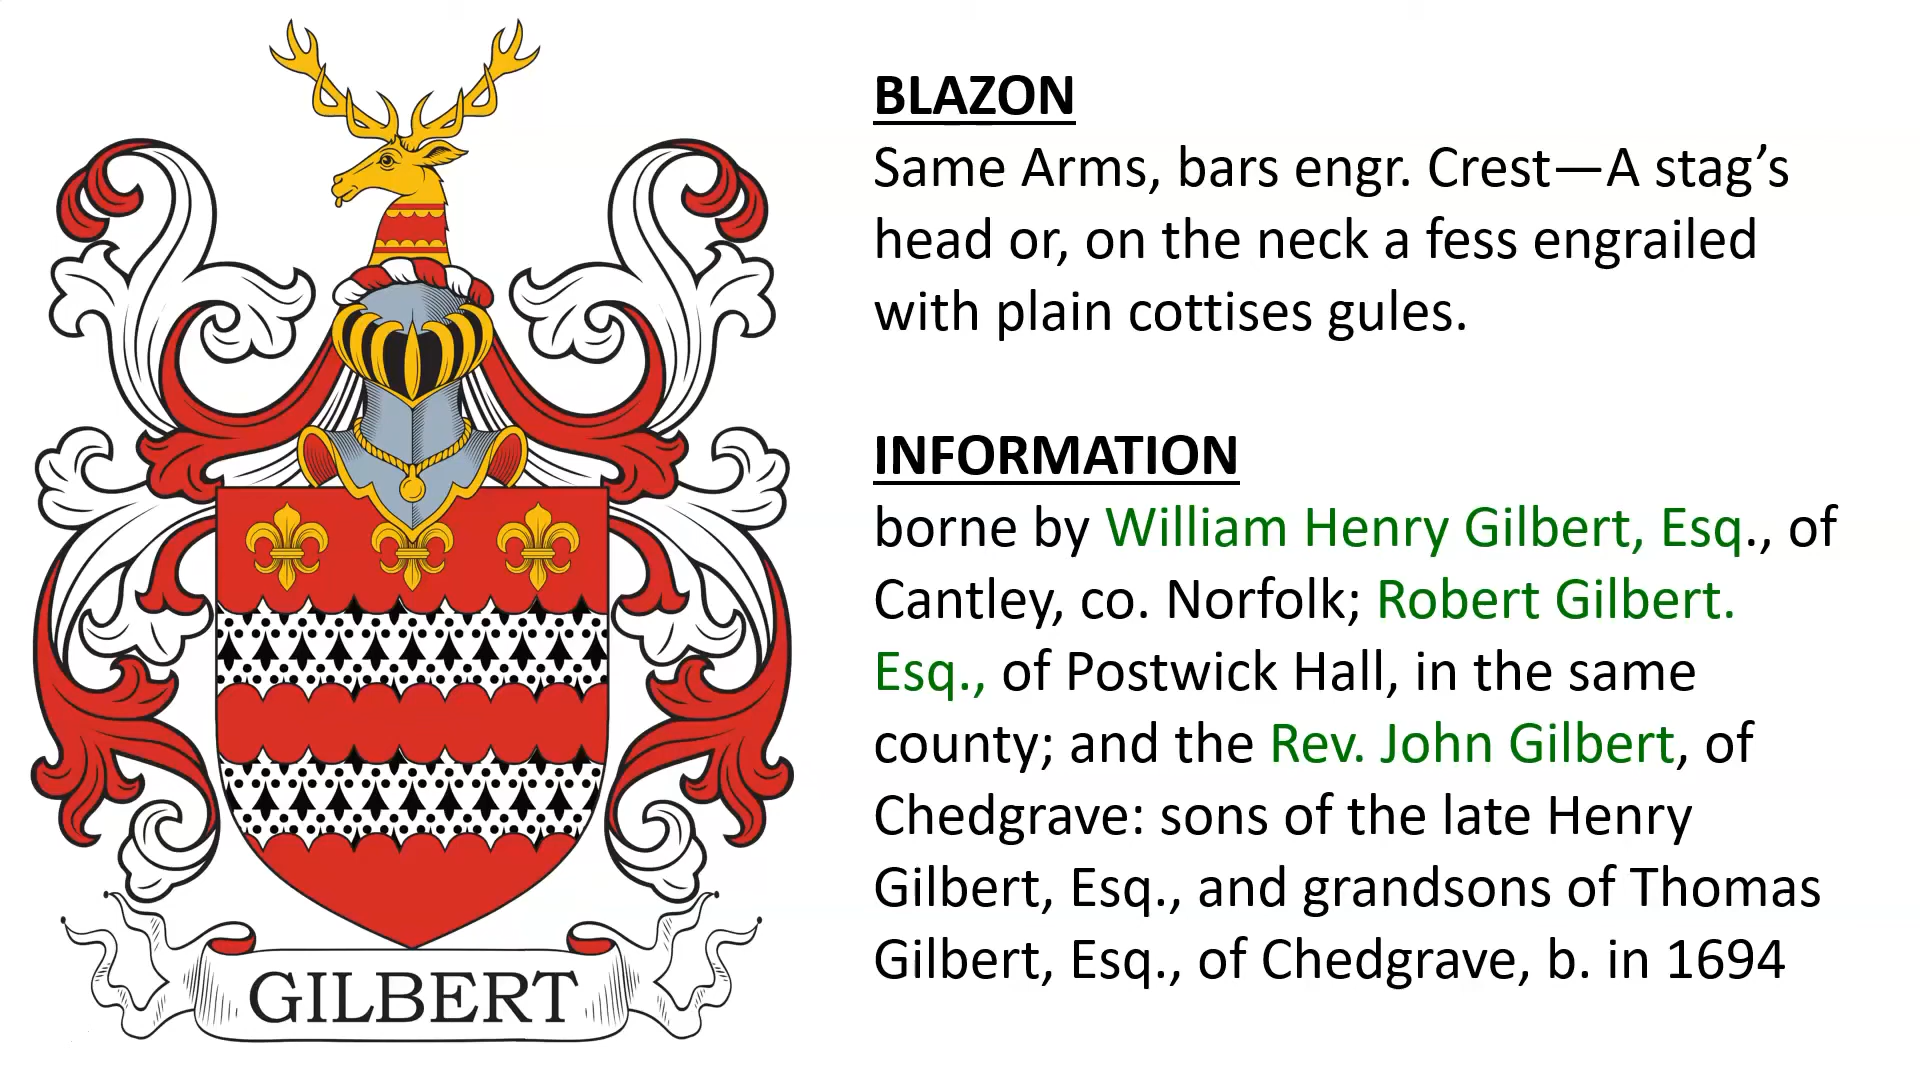 BLAZON
Same Arms, bars engr. Crest—A stag’s
head or, on the neck a fess engrailed
with plain cottises gules.
INFORMATION
borne by William Henry Gilbert, Esq., of
Cantley, co. Norfolk; Robert Gilbert.
Esq., of Postwick Hall, in the same
county; and the Rev. John Gilbert, of
Chedgrave: sons of the late Henry
Gilbert, Esq., and grandsons of Thomas
Gilbert, Esq., of Chedgrave, b. in 1694
GILBERT